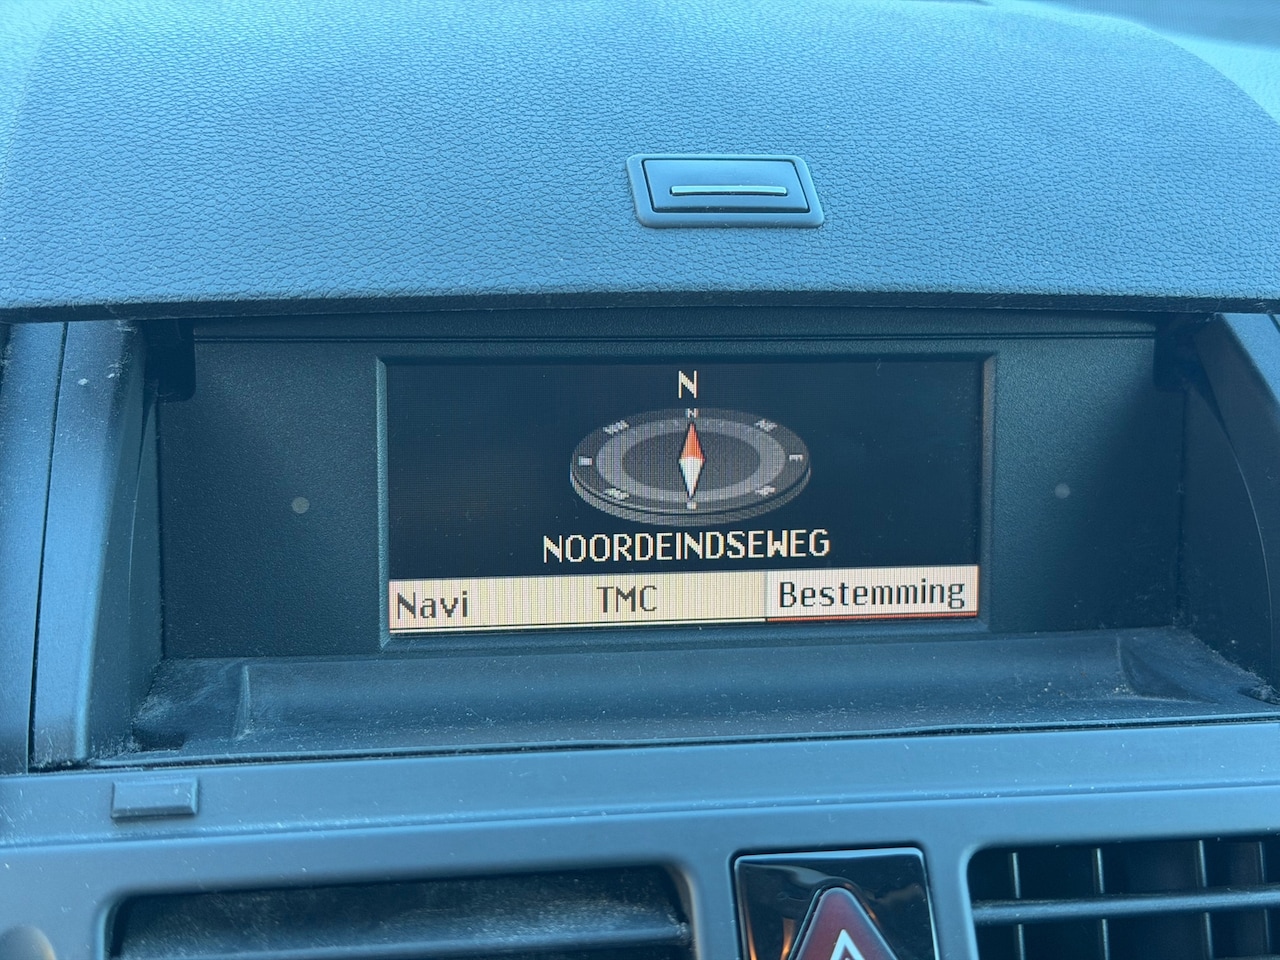 N
N
NOORDEINDSEWEG
Navi TMC Bestemming